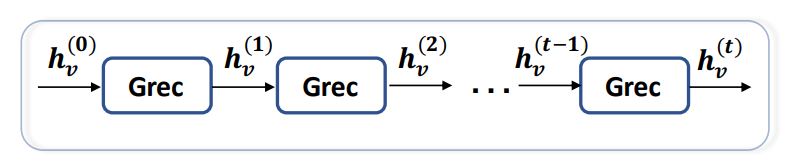 h_v^{(0)} Grec h_v^{(1)} Grec h_v^{(2)} ... h_v^{(t−1)} Grec h_v^{(t)}